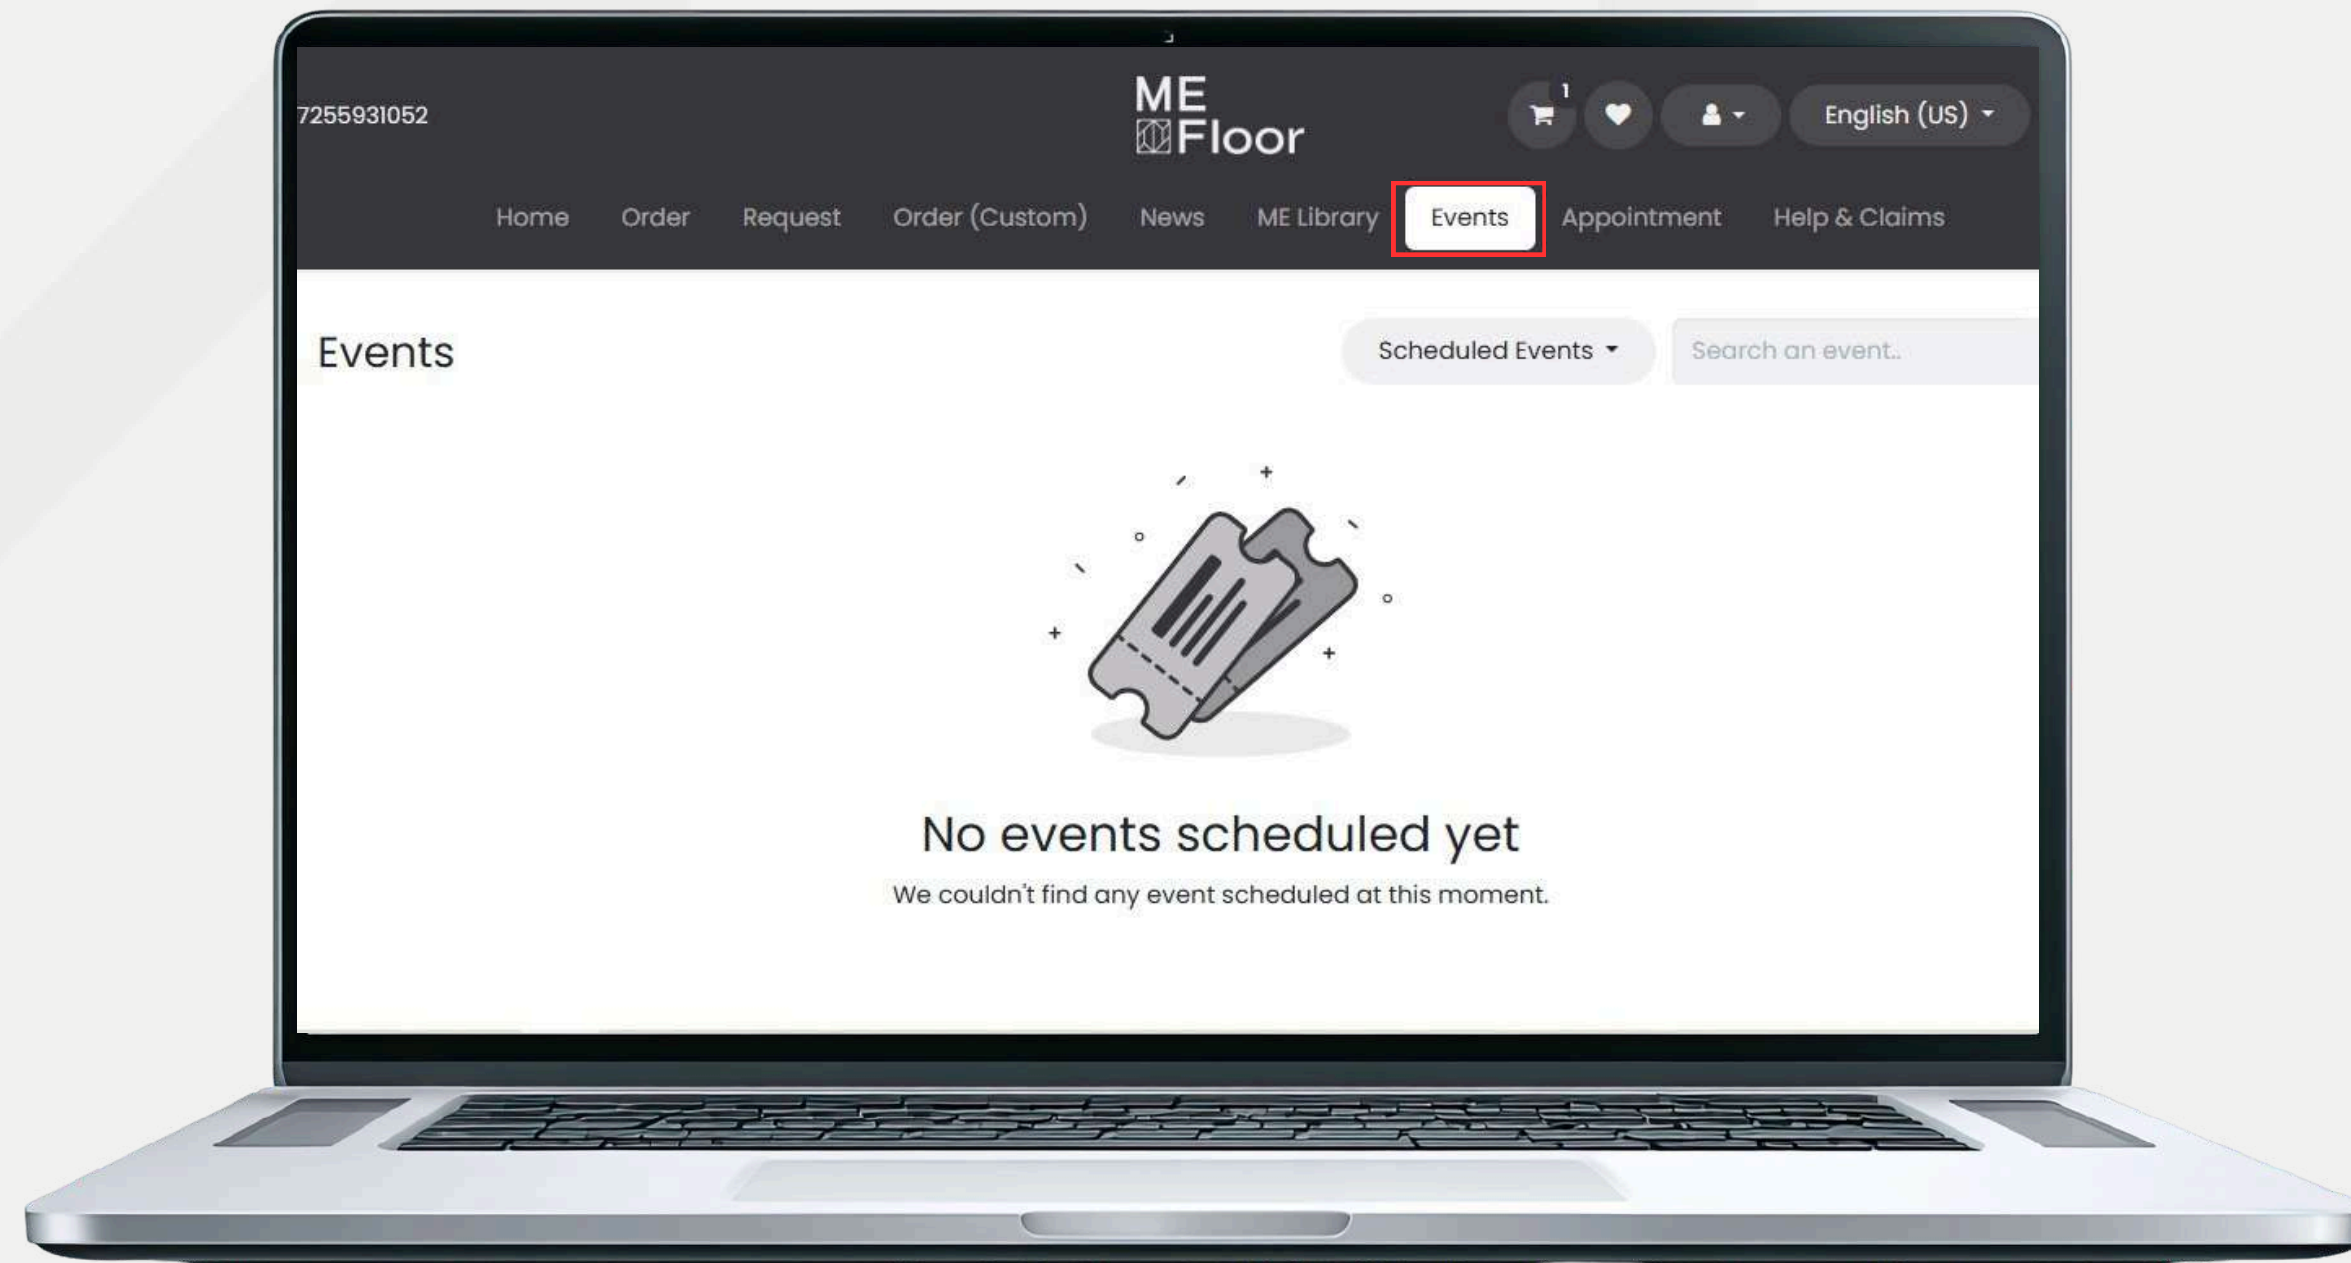 7255931052
ME
Floor
1
English (US)
Home Order Request Order (Custom) News ME Library Events Appointment Help & Claims
Events
Scheduled Events
Search an event..
No events scheduled yet
We couldn't find any event scheduled at this moment.